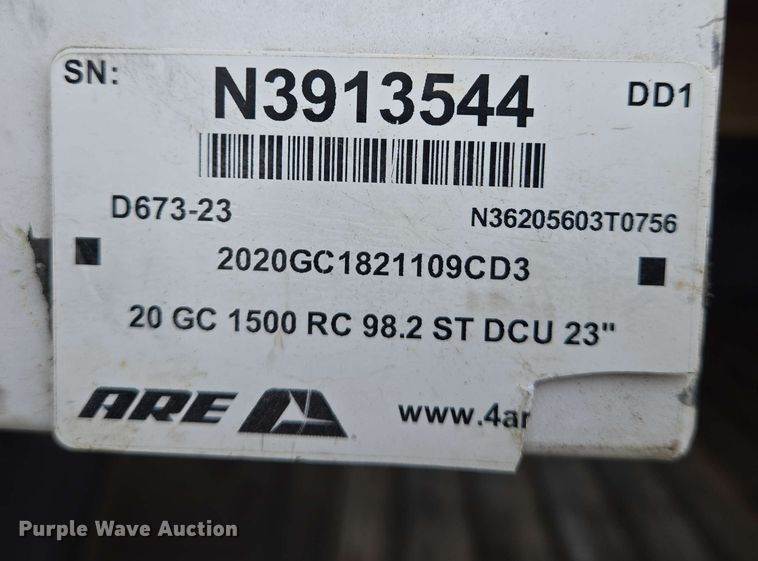 SN:
N3913544
DD1
D673-23
N36205603T0756
2020GC1821109CD3
20 GC 1500 RC 98.2 ST DCU 23"
ARE
www.4ar
Purple Wave Auction